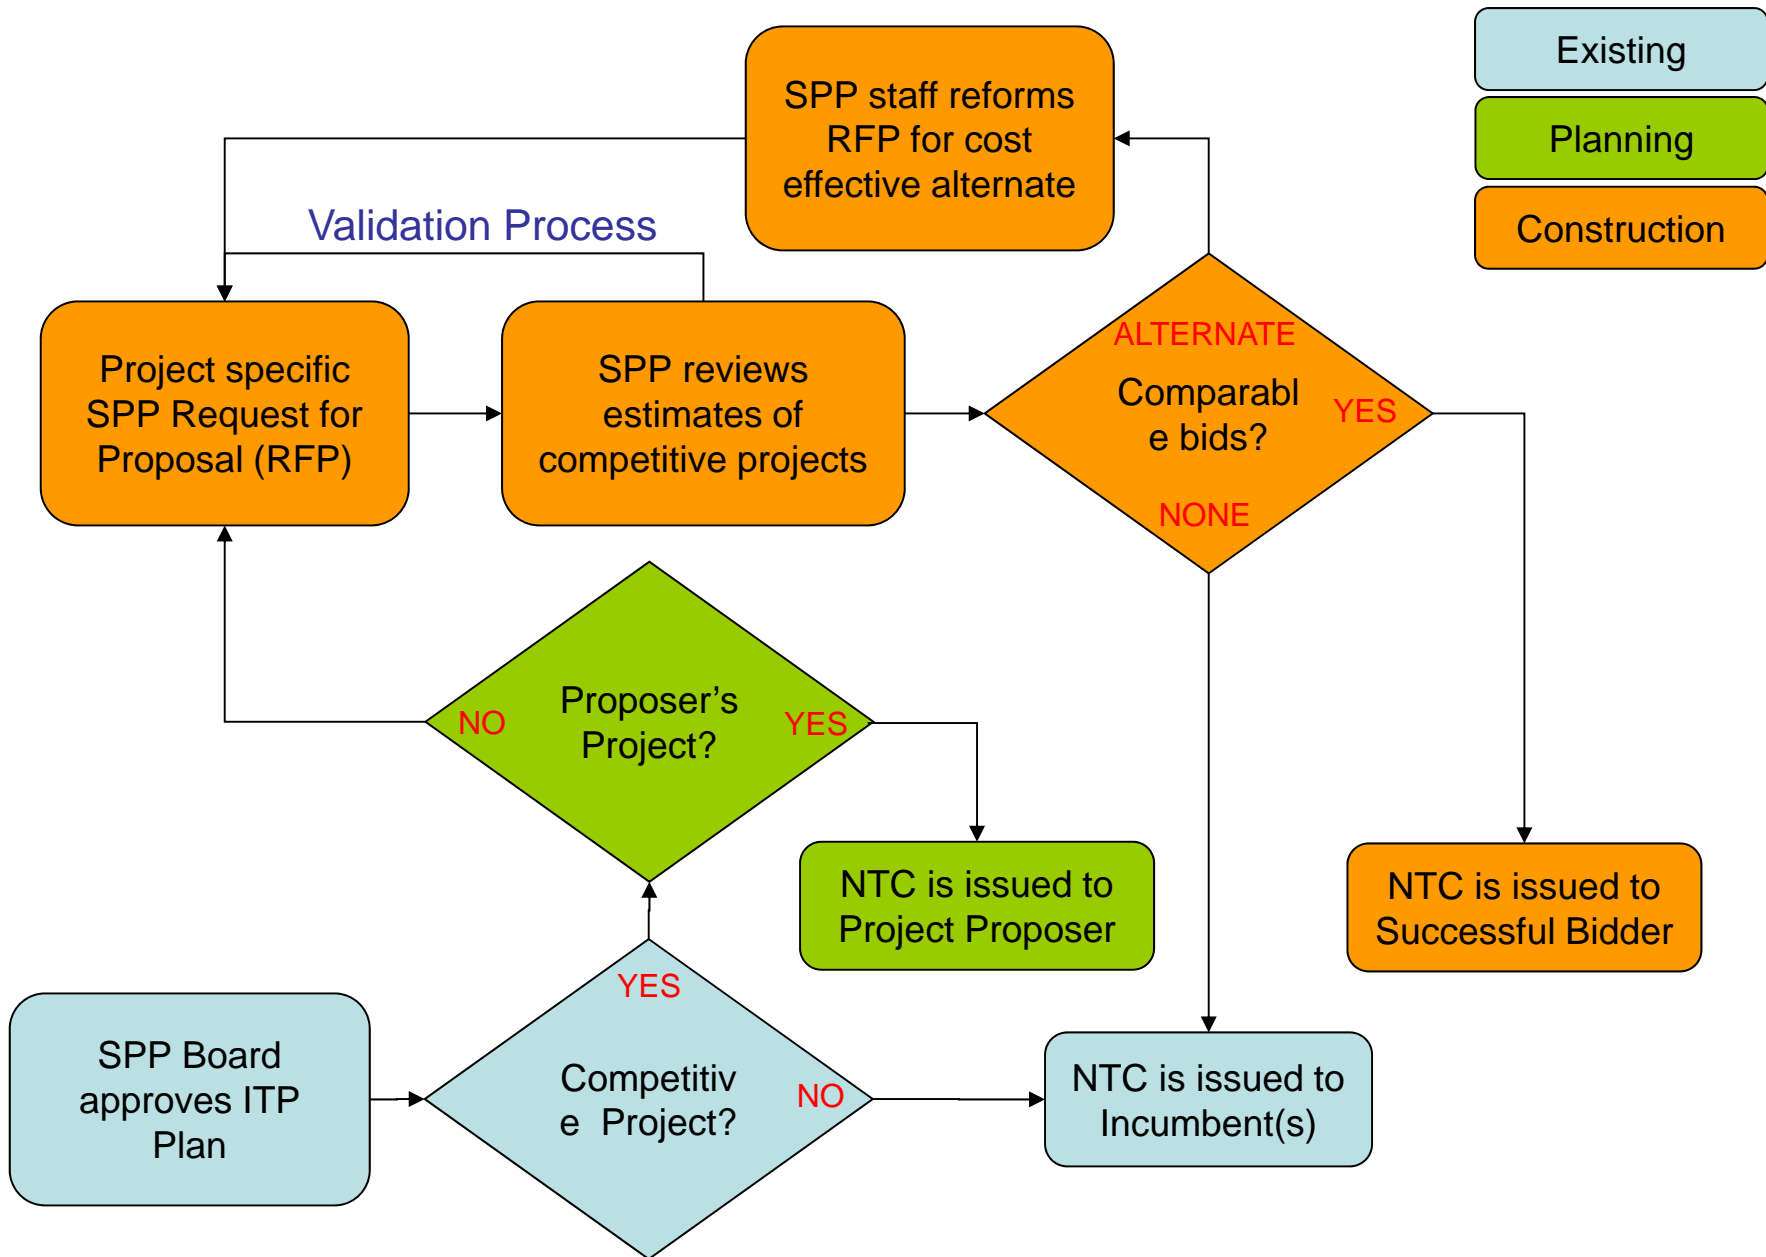 Existing
Planning
Construction
SPP staff reforms
RFP for cost
effective alternate
Validation Process
Project specific
SPP Request for
Proposal (RFP)
SPP reviews
estimates of
competitive projects
ALTERNATE
Comparabl
e bids?
YES
NONE
Proposer’s
Project?
NO
YES
NTC is issued to
Project Proposer
NTC is issued to
Successful Bidder
SPP Board
approves ITP
Plan
YES
Competitiv
e  Project?
NO
NTC is issued to
Incumbent(s)